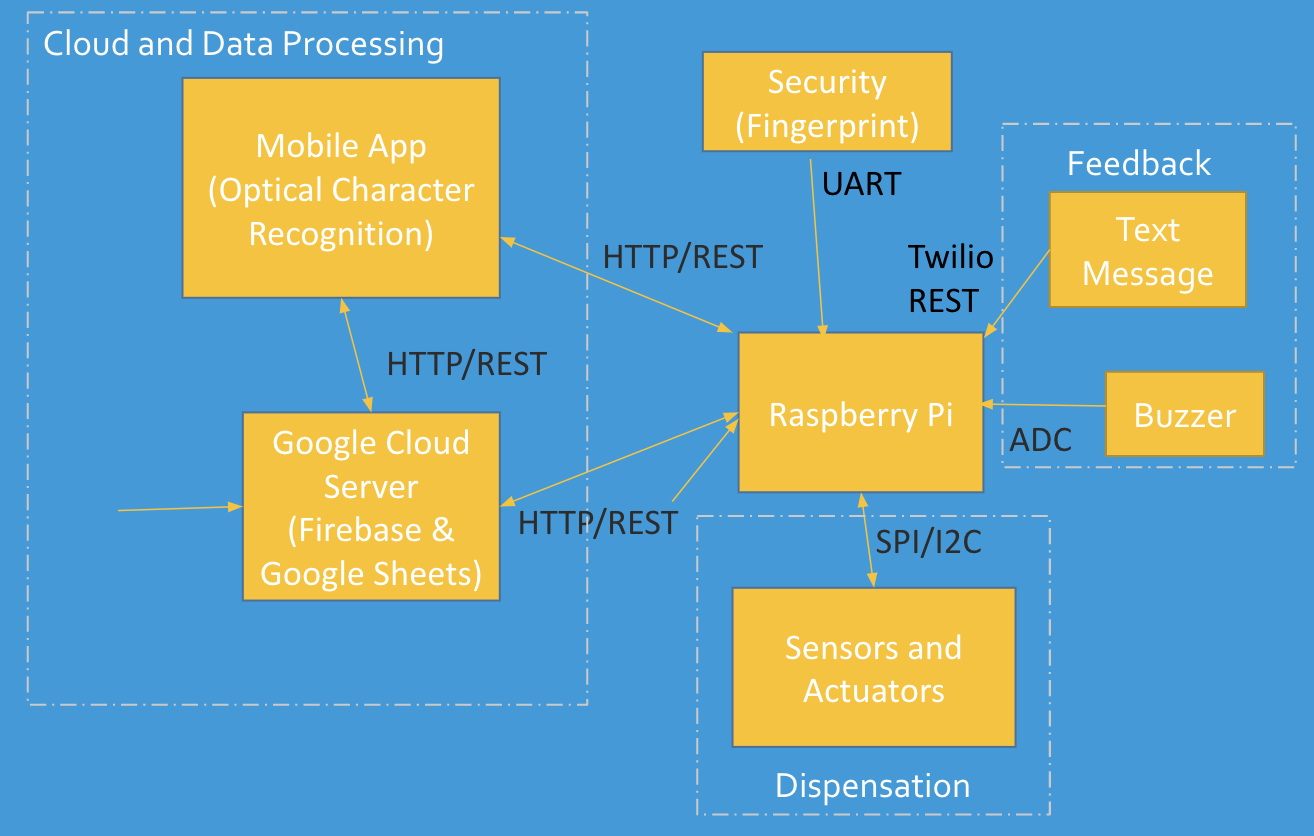 Cloud and Data Processing
Mobile App
(Optical Character
Recognition)
Security
(Fingerprint)
UART
Feedback
Text
Message
HTTP/REST
Twilio
REST
HTTP/REST
Raspberry Pi
Buzzer
ADC
Google Cloud
Server
(Firebase &
Google Sheets)
HTTP/REST
SPI/I2C
Sensors and
Actuators
Dispensation